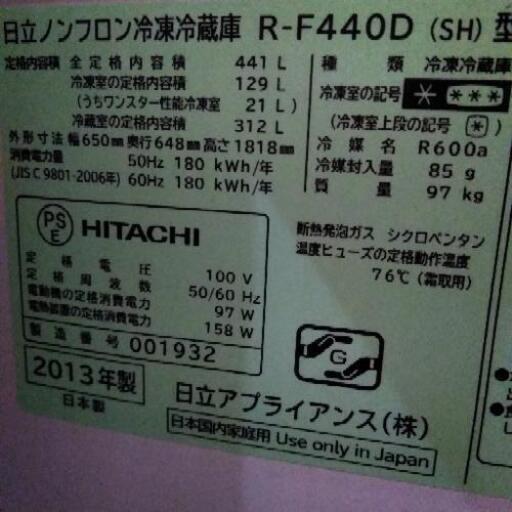 日立ノンフロン冷凍冷蔵庫 R-F440D (SH) 型
定格内容積 全定格内容積 441 L
冷凍室の定格内容積 129 L
(うちワンスター性能冷凍室 21 L)
冷蔵室の定格内容積 312 L
外形寸法 幅650mm 奥行648mm 高さ1818mm
消費電力量 50Hz 180 kWh/年
(JIS C 9801-2006年) 60Hz 180 kWh/年
種類 冷凍冷蔵庫
冷凍室の記号 * ***
(冷凍室上段の記号 *)
冷媒 R600a
冷媒封入量 85 g
質量 97 kg
PSE HITACHI
定格電圧 100 V
定格周波数 50/60 Hz
電動機の定格消費電力 97 W
電熱装置の定格消費電力 158 W
製造番号 001932
断熱発泡ガス シクロペンタン
温度ヒューズの定格動作温度
76℃ (霜取用)
G
2013年製
日本製
日立アプライアンス(株)
日本国内家庭用 Use only in Japan